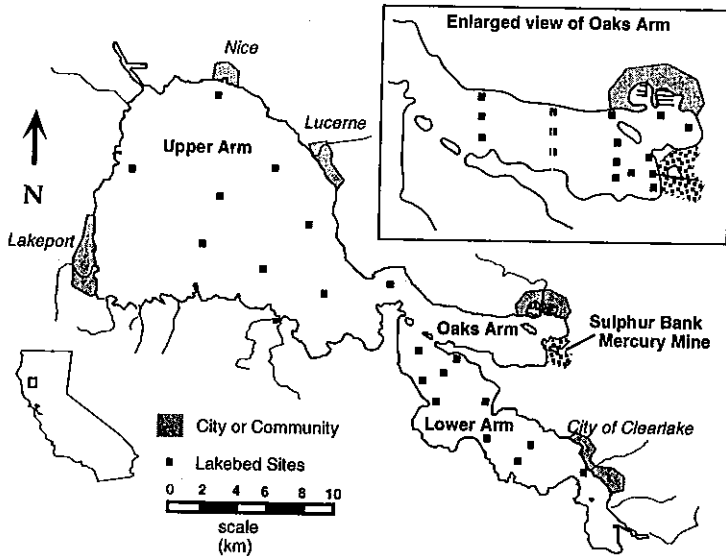 Enlarged view of Oaks Arm
Nice
Lucerne
Upper Arm
N
Lakeport
Oaks Arm
Sulphur Bank
Mercury Mine
City or Community
Lower Arm
City of Clearlake
Lakebed Sites
0 2 4 6 8 10
scale
(km)